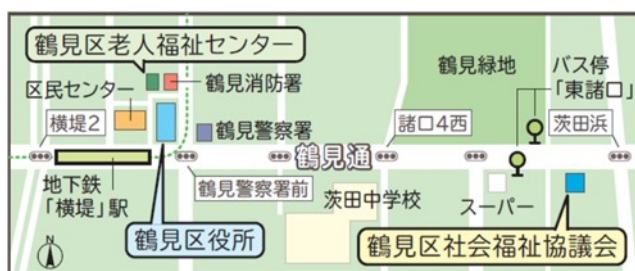 鶴見区老人福祉センター
鶴見緑地
バス停
「東諸口」
区民センター
鶴見消防署
横堤2
鶴見警察署
諸口4西
茨田浜
鶴見通
地下鉄
「横堤」駅
鶴見警察署前
茨田中学校
スーパー
鶴見区役所
鶴見区社会福祉協議会
N